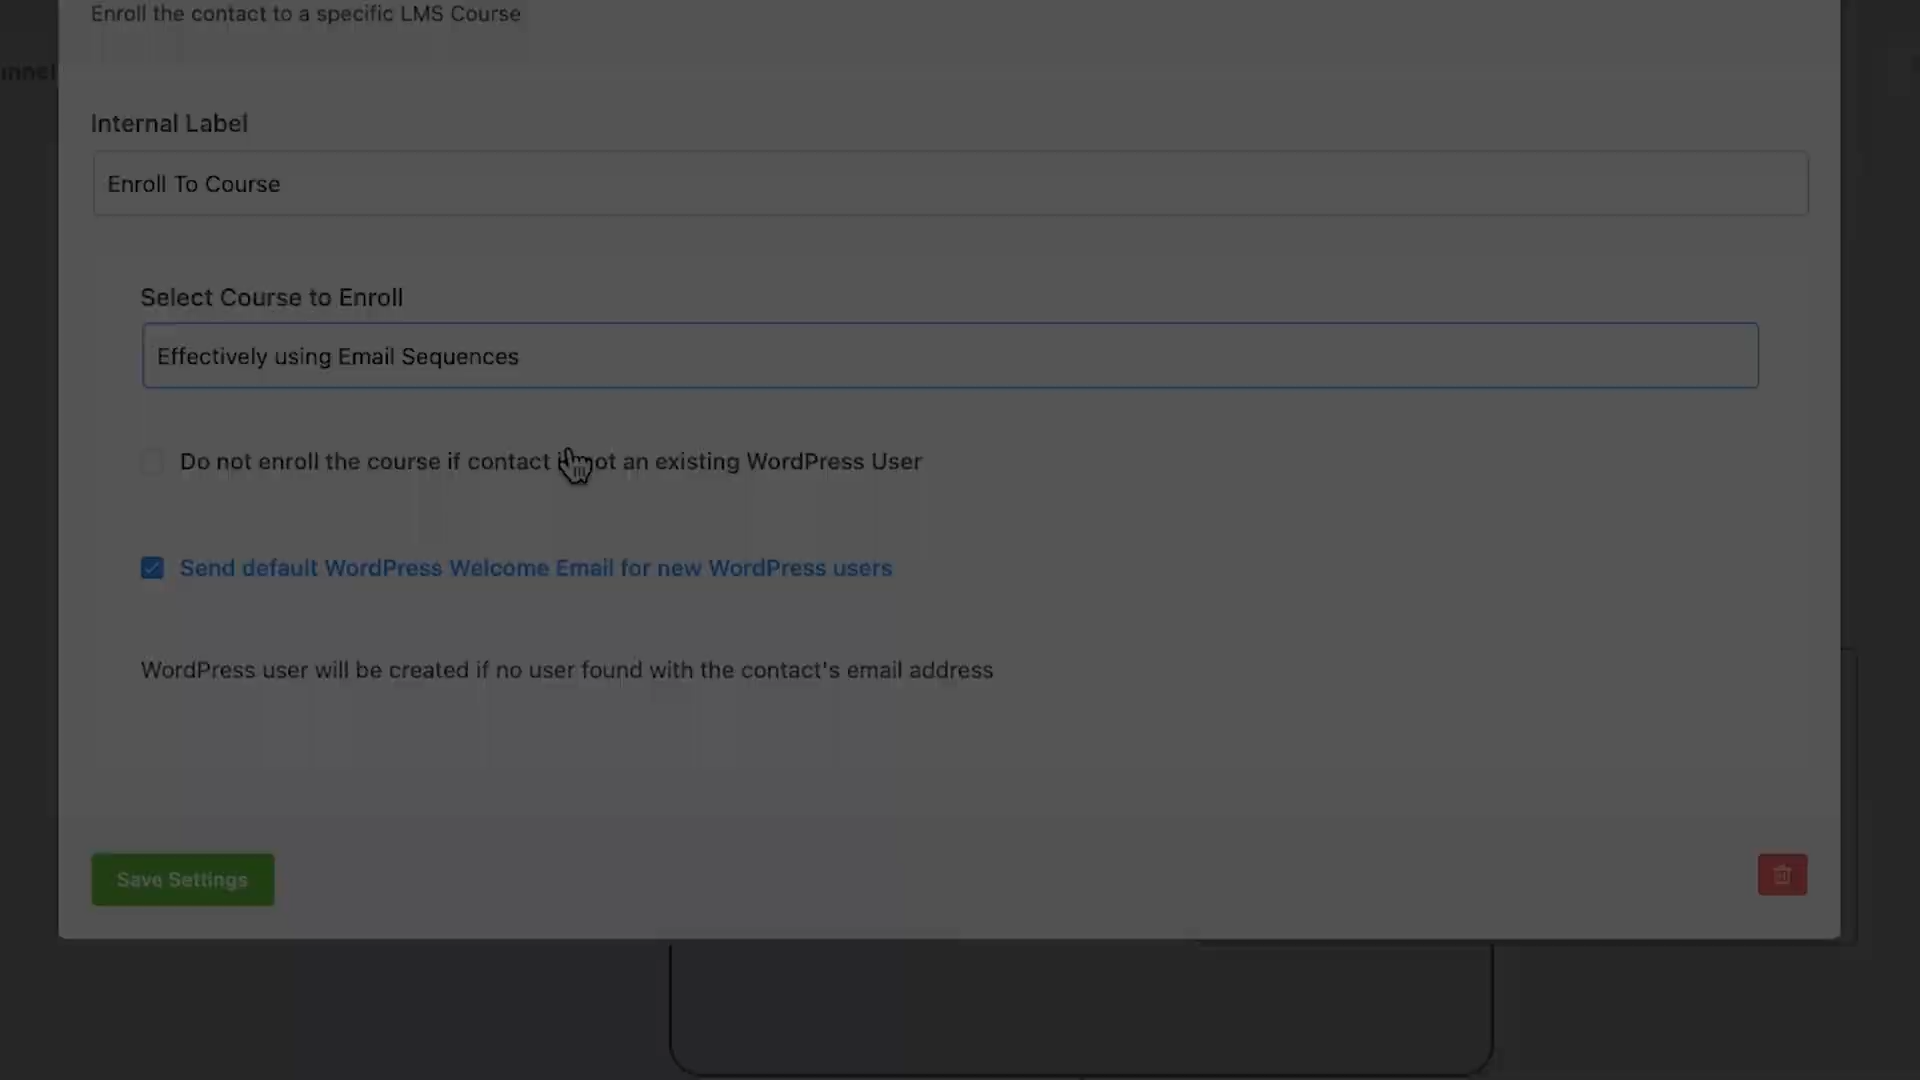 Enroll the contact to a specific LMS Course
Internal Label
Enroll To Course
Select Course to Enroll
Effectively using Email Sequences
Do not enroll the course if contact not an existing WordPress User
Send default WordPress Welcome Email for new WordPress users
WordPress user will be created if no user found with the contact's email address
Save Settings